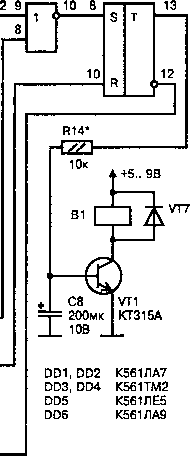 2 9 1 10 8 S T 13
8
10 R 12
R14*
10к
+5.. 9В
В1
VT7
C8
200мк
10В
VT1
КТ315А
DD1, DD2 К561ЛА7
DD3, DD4 К561ТМ2
DD5 К561ЛЕ5
DD6 К561ЛА9